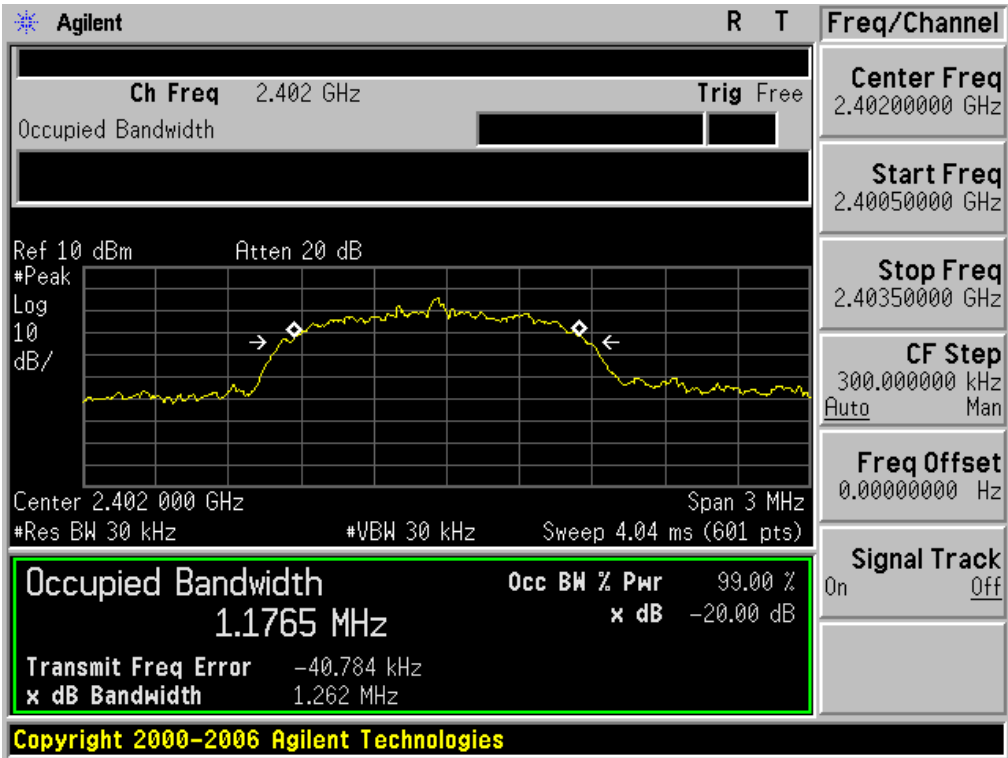 Agilent R T
Ch Freq 2.402 GHz Trig Free
Occupied Bandwidth
Ref 10 dBm Atten 20 dB
#Peak
Log
10
dB/
Center 2.402 000 GHz Span 3 MHz
#Res BW 30 kHz #VBW 30 kHz Sweep 4.04 ms (601 pts)
Occupied Bandwidth Occ BW % Pwr 99.00 %
1.1765 MHz x dB -20.00 dB
Transmit Freq Error -40.784 kHz
x dB Bandwidth 1.262 MHz
Copyright 2000-2006 Agilent Technologies
Freq/Channel
Center Freq
2.40200000 GHz
Start Freq
2.40050000 GHz
Stop Freq
2.40350000 GHz
CF Step
300.000000 kHz
Auto Man
Freq Offset
0.00000000 Hz
Signal Track
On Off